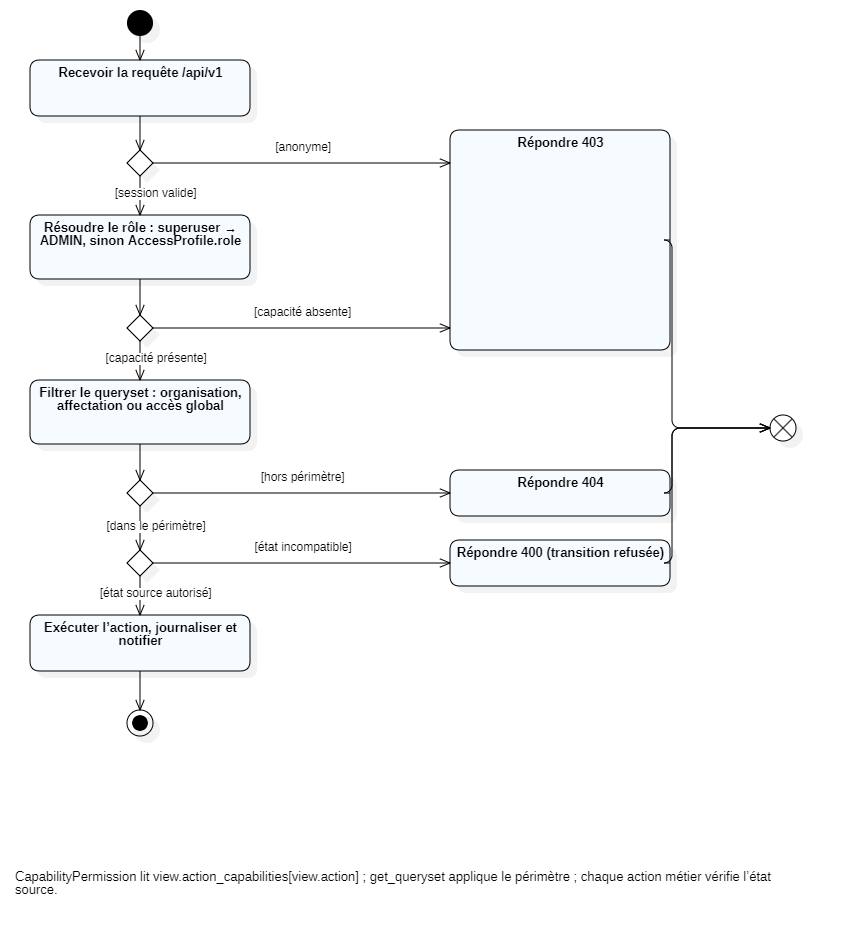 Recevoir la requête /api/v1
Répondre 403
[anonyme]
[session valide]
Résoudre le rôle : superuser →
ADMIN, sinon AccessProfile.role
[capacité absente]
[capacité présente]
Filtrer le queryset : organisation,
affectation ou accès global
[hors périmètre]
Répondre 404
[dans le périmètre]
[état incompatible]
Répondre 400 (transition refusée)
[état source autorisé]
Exécuter l’action, journaliser et
notifier
CapabilityPermission lit view.action_capabilities[view.action] ; get_queryset applique le périmètre ; chaque action métier vérifie l’état
source.